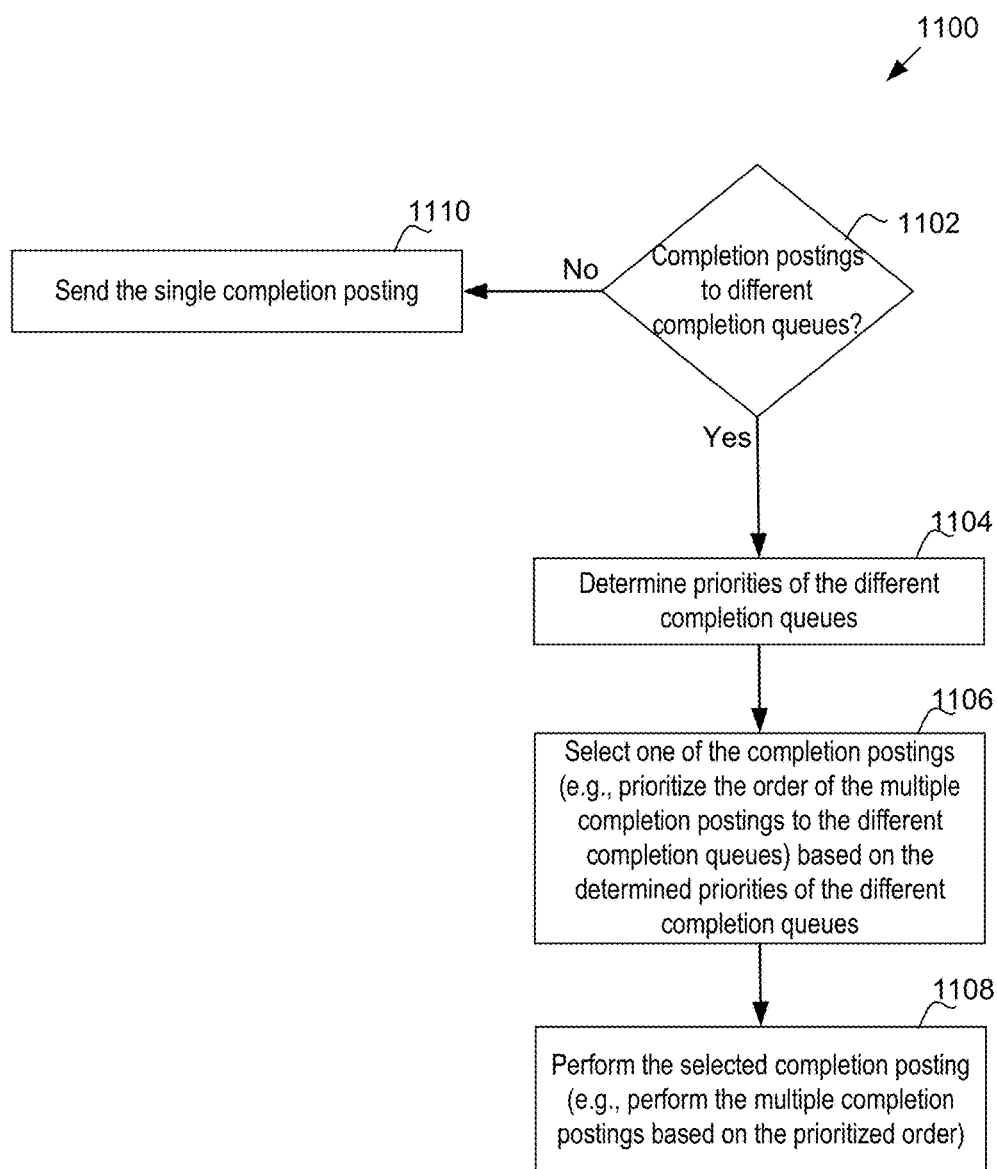 1100
1110
1102
Send the single completion posting
No
Completion postings
to different
completion queues?
Yes
1104
Determine priorities of the different
completion queues
1106
Select one of the completion postings
(e.g., prioritize the order of the multiple
completion postings to the different
completion queues) based on the
determined priorities of the different
completion queues
1108
Perform the selected completion posting
(e.g., perform the multiple completion
postings based on the prioritized order)